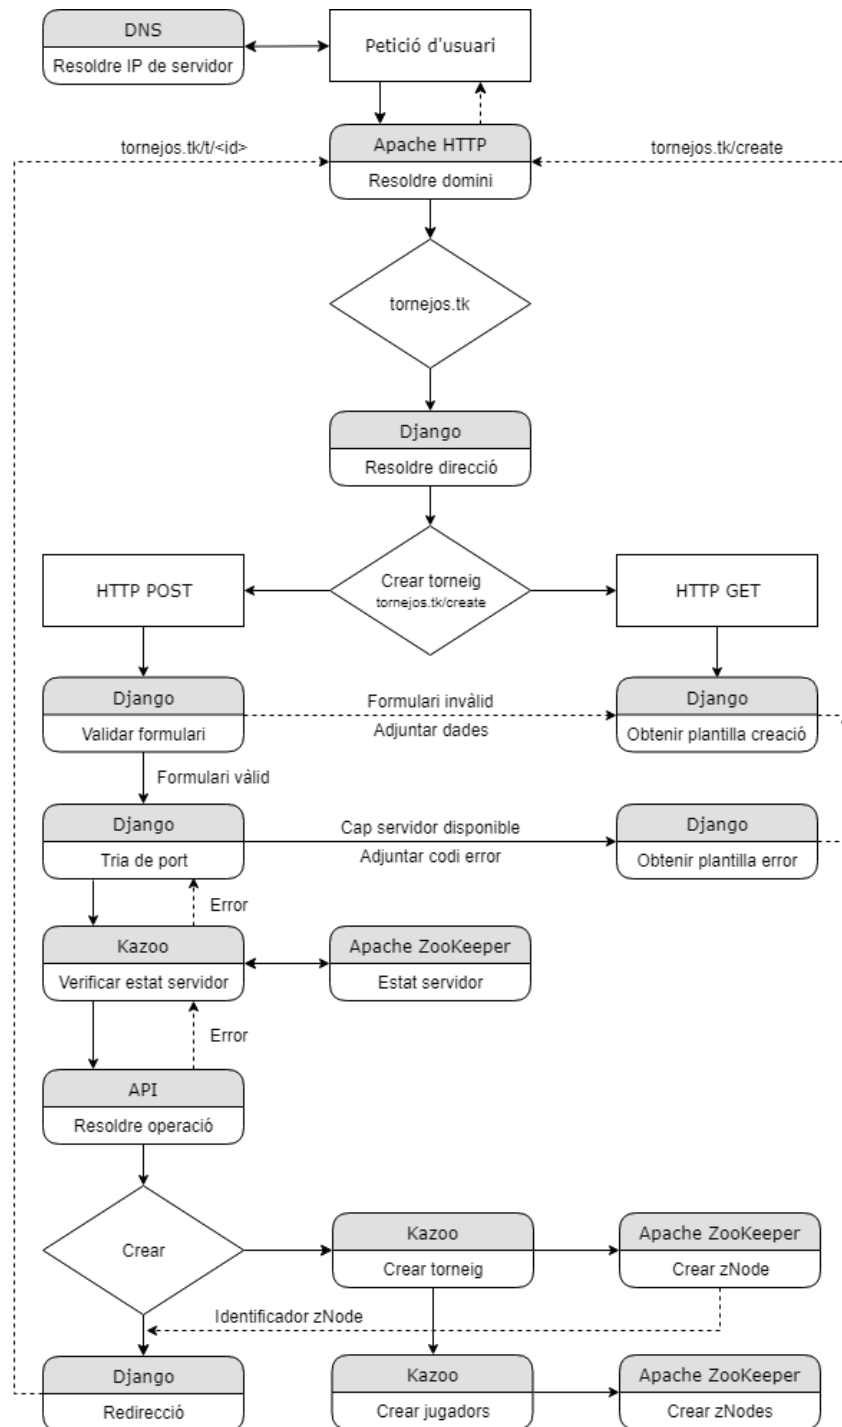 DNS
Resoldre IP de servidor
Petició d'usuari
tornejos.tk/t/<id>
Apache HTTP
Resoldre domini
tornejos.tk/create
tornejos.tk
Django
Resoldre direcció
HTTP POST
Crear torneig
tornejos.tk/create
HTTP GET
Django
Validar formulari
Formulari invàlid
Adjuntar dades
Django
Obtenir plantilla creació
Formulari vàlid
Django
Tria de port
Cap servidor disponible
Adjuntar codi error
Django
Obtenir plantilla error
Error
Kazoo
Verificar estat servidor
Apache ZooKeeper
Estat servidor
Error
API
Resoldre operació
Crear
Kazoo
Crear torneig
Apache ZooKeeper
Crear zNode
Identificador zNode
Django
Redirecció
Kazoo
Crear jugadors
Apache ZooKeeper
Crear zNodes